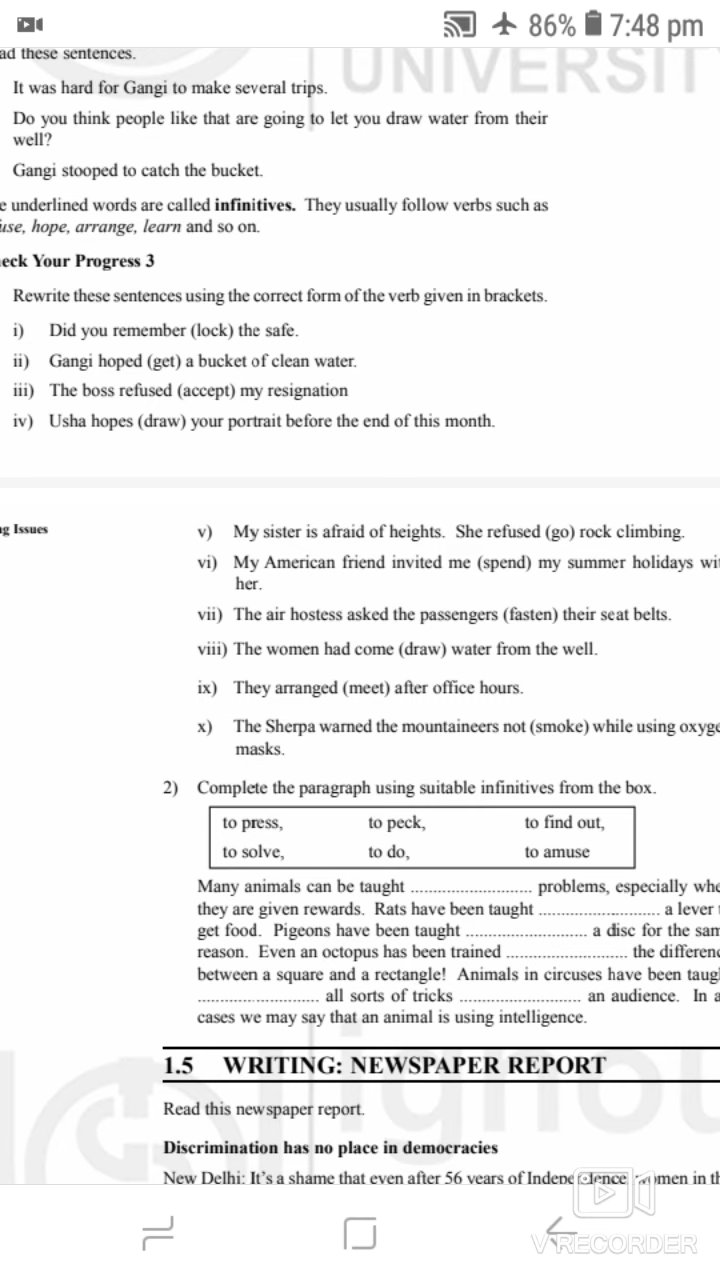 86% 7:48 pm
UNIVERSIT
ad these sentences.
It was hard for Gangi to make several trips.
Do you think people like that are going to let you draw water from their
well?
Gangi stooped to catch the bucket.
e underlined words are called infinitives. They usually follow verbs such as
fuse, hope, arrange, learn and so on.
eck Your Progress 3
Rewrite these sentences using the correct form of the verb given in brackets.
i) Did you remember (lock) the safe.
ii) Gangi hoped (get) a bucket of clean water.
iii) The boss refused (accept) my resignation
iv) Usha hopes (draw) your portrait before the end of this month.
ng Issues
v) My sister is afraid of heights. She refused (go) rock climbing.
vi) My American friend invited me (spend) my summer holidays wit
her.
vii) The air hostess asked the passengers (fasten) their seat belts.
viii) The women had come (draw) water from the well.
ix) They arranged (meet) after office hours.
x) The Sherpa warned the mountaineers not (smoke) while using oxyge
masks.
2) Complete the paragraph using suitable infinitives from the box.
to press, to peck, to find out,
to solve, to do, to amuse
Many animals can be taught ........................... problems, especially whe
they are given rewards. Rats have been taught ........................... a lever t
get food. Pigeons have been taught ........................... a disc for the sam
reason. Even an octopus has been trained ........................... the differenc
between a square and a rectangle! Animals in circuses have been taugh
........................... all sorts of tricks ........................... an audience. In a
cases we may say that an animal is using intelligence.
ignou
1.5 WRITING: NEWSPAPER REPORT
Read this newspaper report.
Discrimination has no place in democracies
New Delhi: It's a shame that even after 56 years of Independence, women in th
V RECORDER